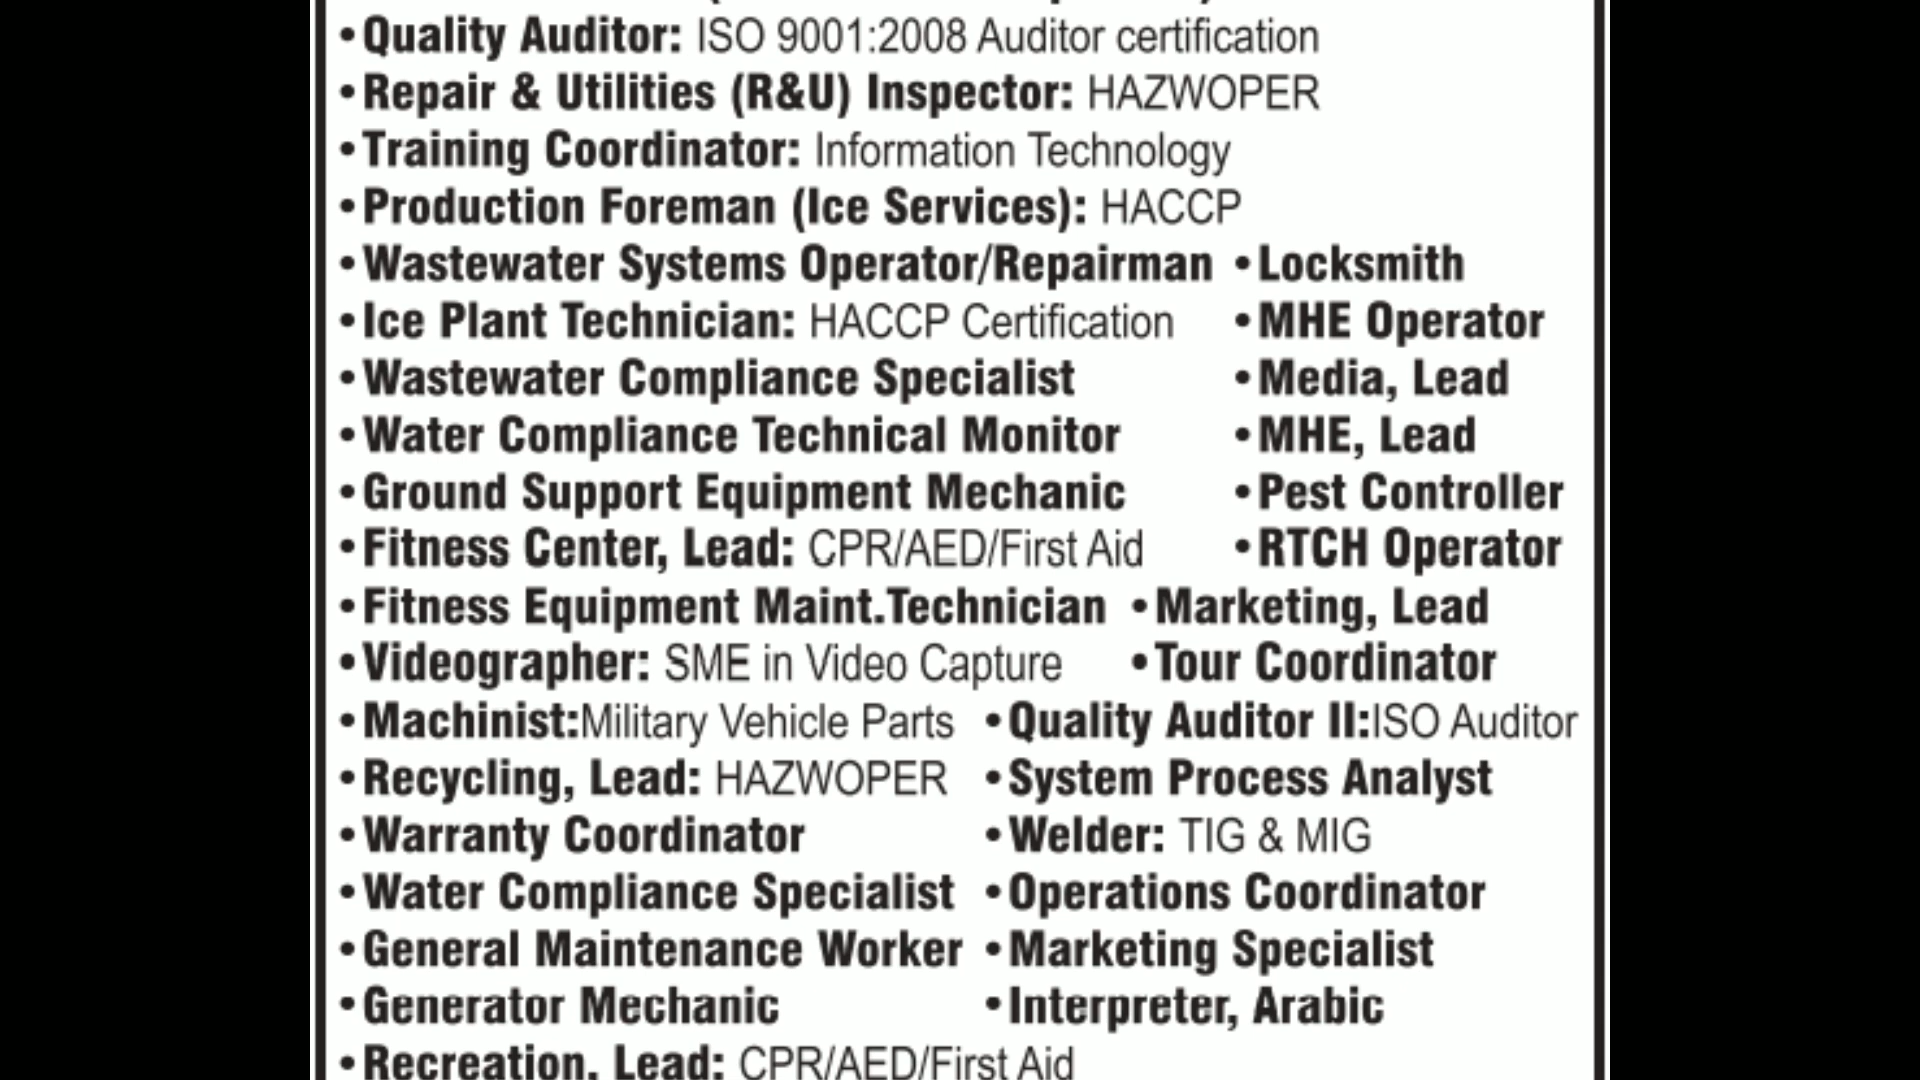 •Quality Auditor: ISO 9001:2008 Auditor certification
•Repair & Utilities (R&U) Inspector: HAZWOPER
•Training Coordinator: Information Technology
•Production Foreman (Ice Services): HACCP
•Wastewater Systems Operator/Repairman •Locksmith
•Ice Plant Technician: HACCP Certification •MHE Operator
•Wastewater Compliance Specialist •Media, Lead
•Water Compliance Technical Monitor •MHE, Lead
•Ground Support Equipment Mechanic •Pest Controller
•Fitness Center, Lead: CPR/AED/First Aid •RTCH Operator
•Fitness Equipment Maint.Technician •Marketing, Lead
•Videographer: SME in Video Capture •Tour Coordinator
•Machinist:Military Vehicle Parts •Quality Auditor II:ISO Auditor
•Recycling, Lead: HAZWOPER •System Process Analyst
•Warranty Coordinator •Welder: TIG & MIG
•Water Compliance Specialist •Operations Coordinator
•General Maintenance Worker •Marketing Specialist
•Generator Mechanic •Interpreter, Arabic
•Recreation, Lead: CPR/AED/First Aid